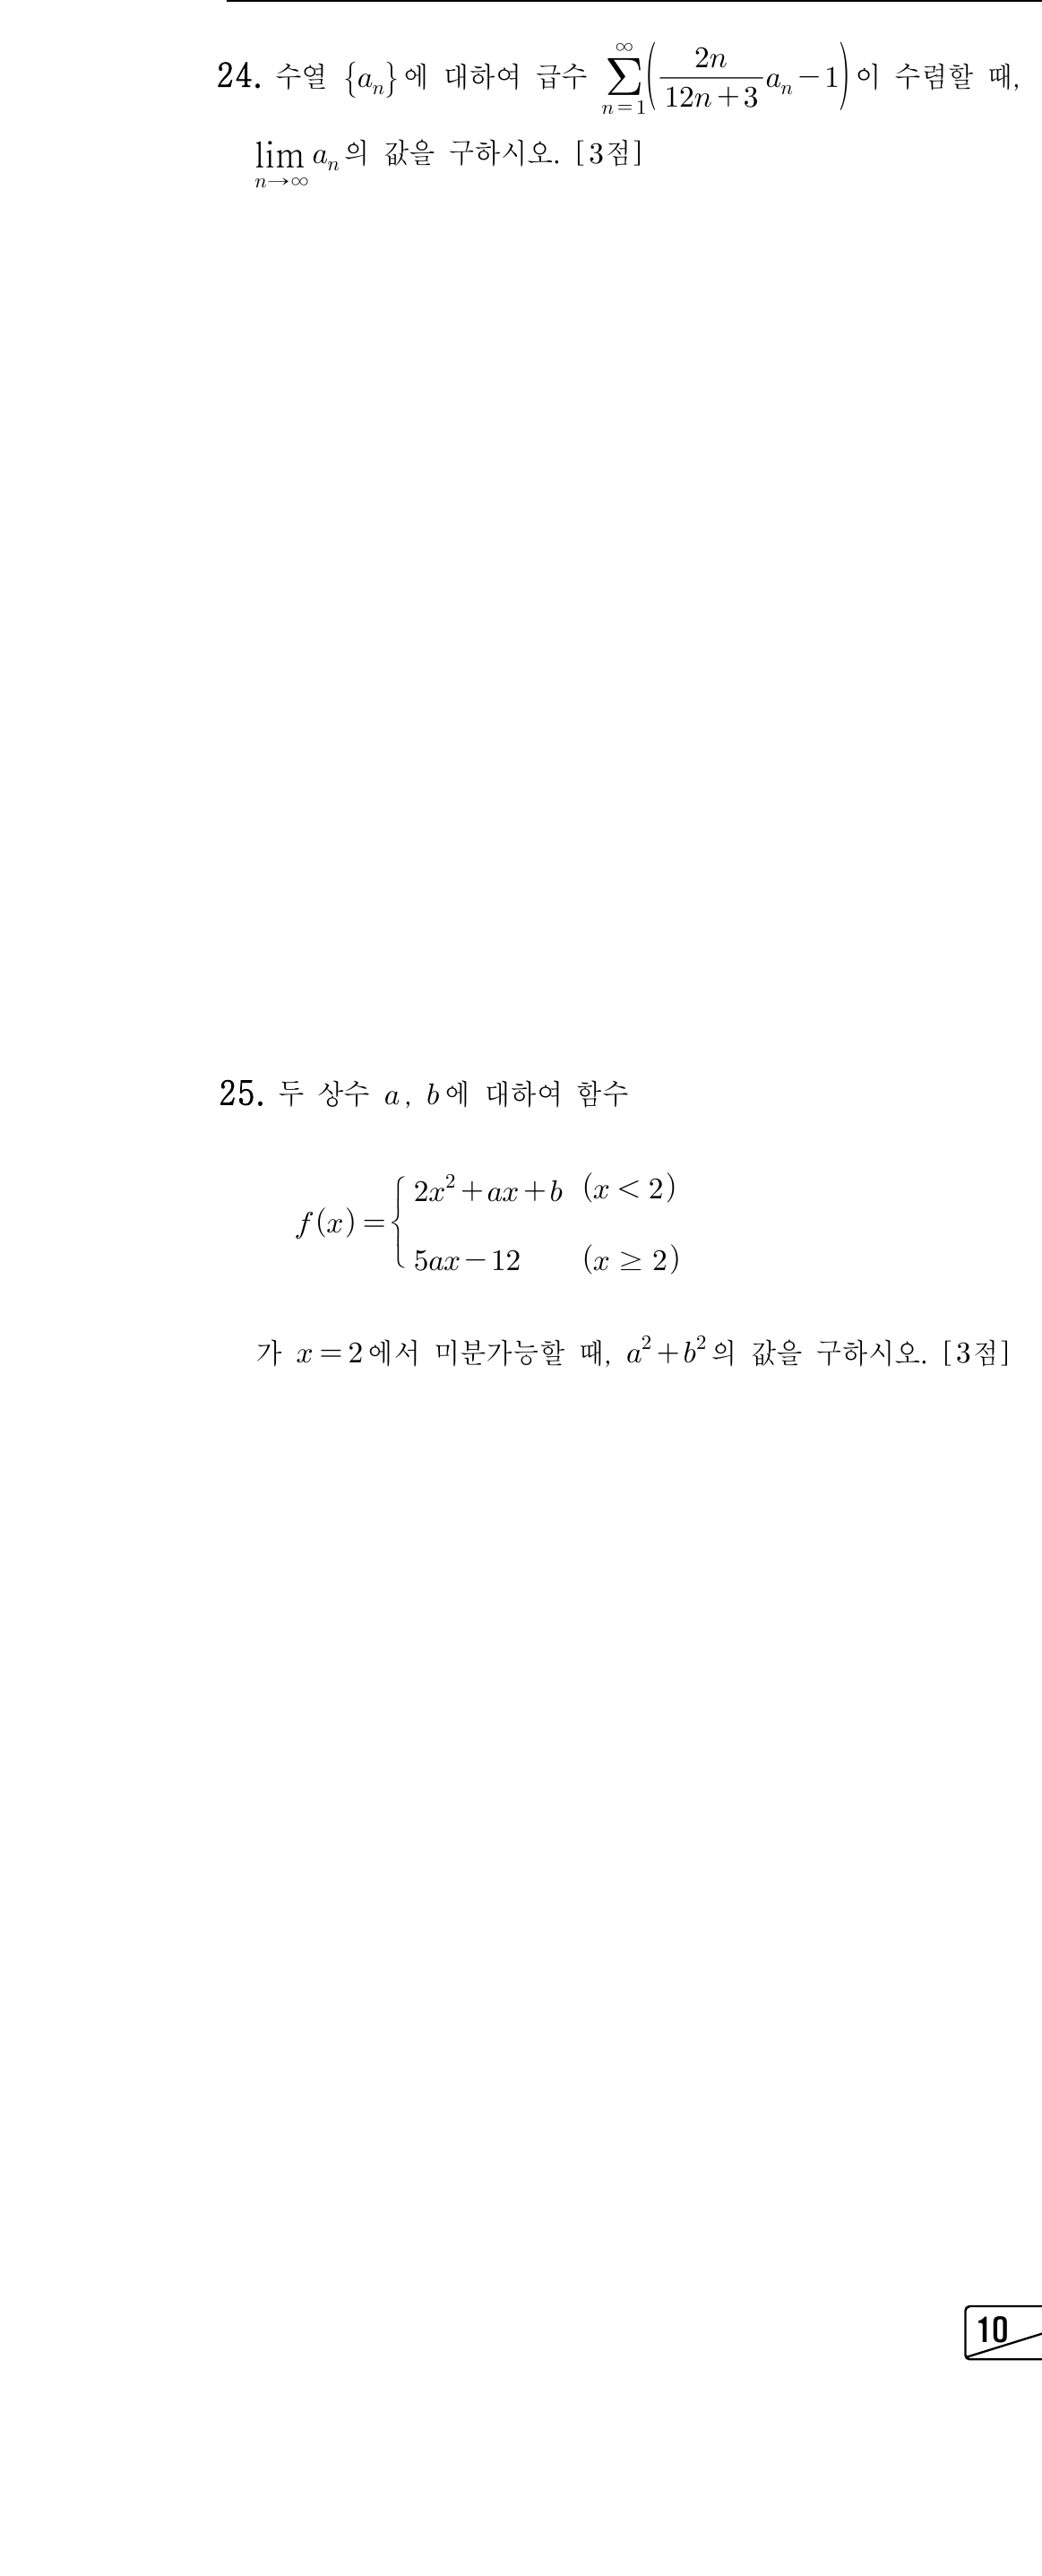 24. 수열 {aₙ}에 대하여 급수 ∑_{n=1}^{∞} (2n/(12n+3) aₙ − 1)이 수렴할 때,
lim_{n→∞} aₙ의 값을 구하시오. [3점]
25. 두 상수 a, b에 대하여 함수
f(x) = { 2x²+ax+b (x < 2)
5ax−12 (x ≥ 2)
가 x=2에서 미분가능할 때, a²+b²의 값을 구하시오. [3점]
10